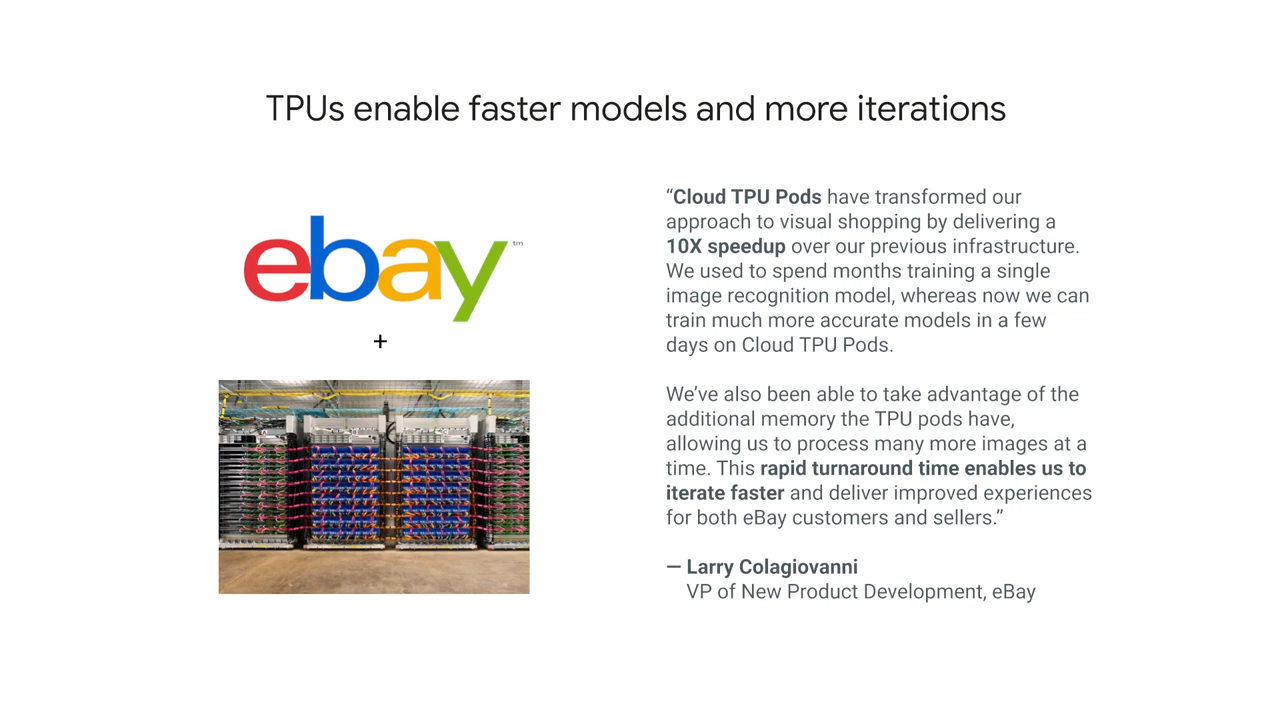 TPUs enable faster models and more iterations
ebay™
+
“Cloud TPU Pods have transformed our
approach to visual shopping by delivering a
10X speedup over our previous infrastructure.
We used to spend months training a single
image recognition model, whereas now we can
train much more accurate models in a few
days on Cloud TPU Pods.
We’ve also been able to take advantage of the
additional memory the TPU pods have,
allowing us to process many more images at a
time. This rapid turnaround time enables us to
iterate faster and deliver improved experiences
for both eBay customers and sellers.”
— Larry Colagiovanni
VP of New Product Development, eBay